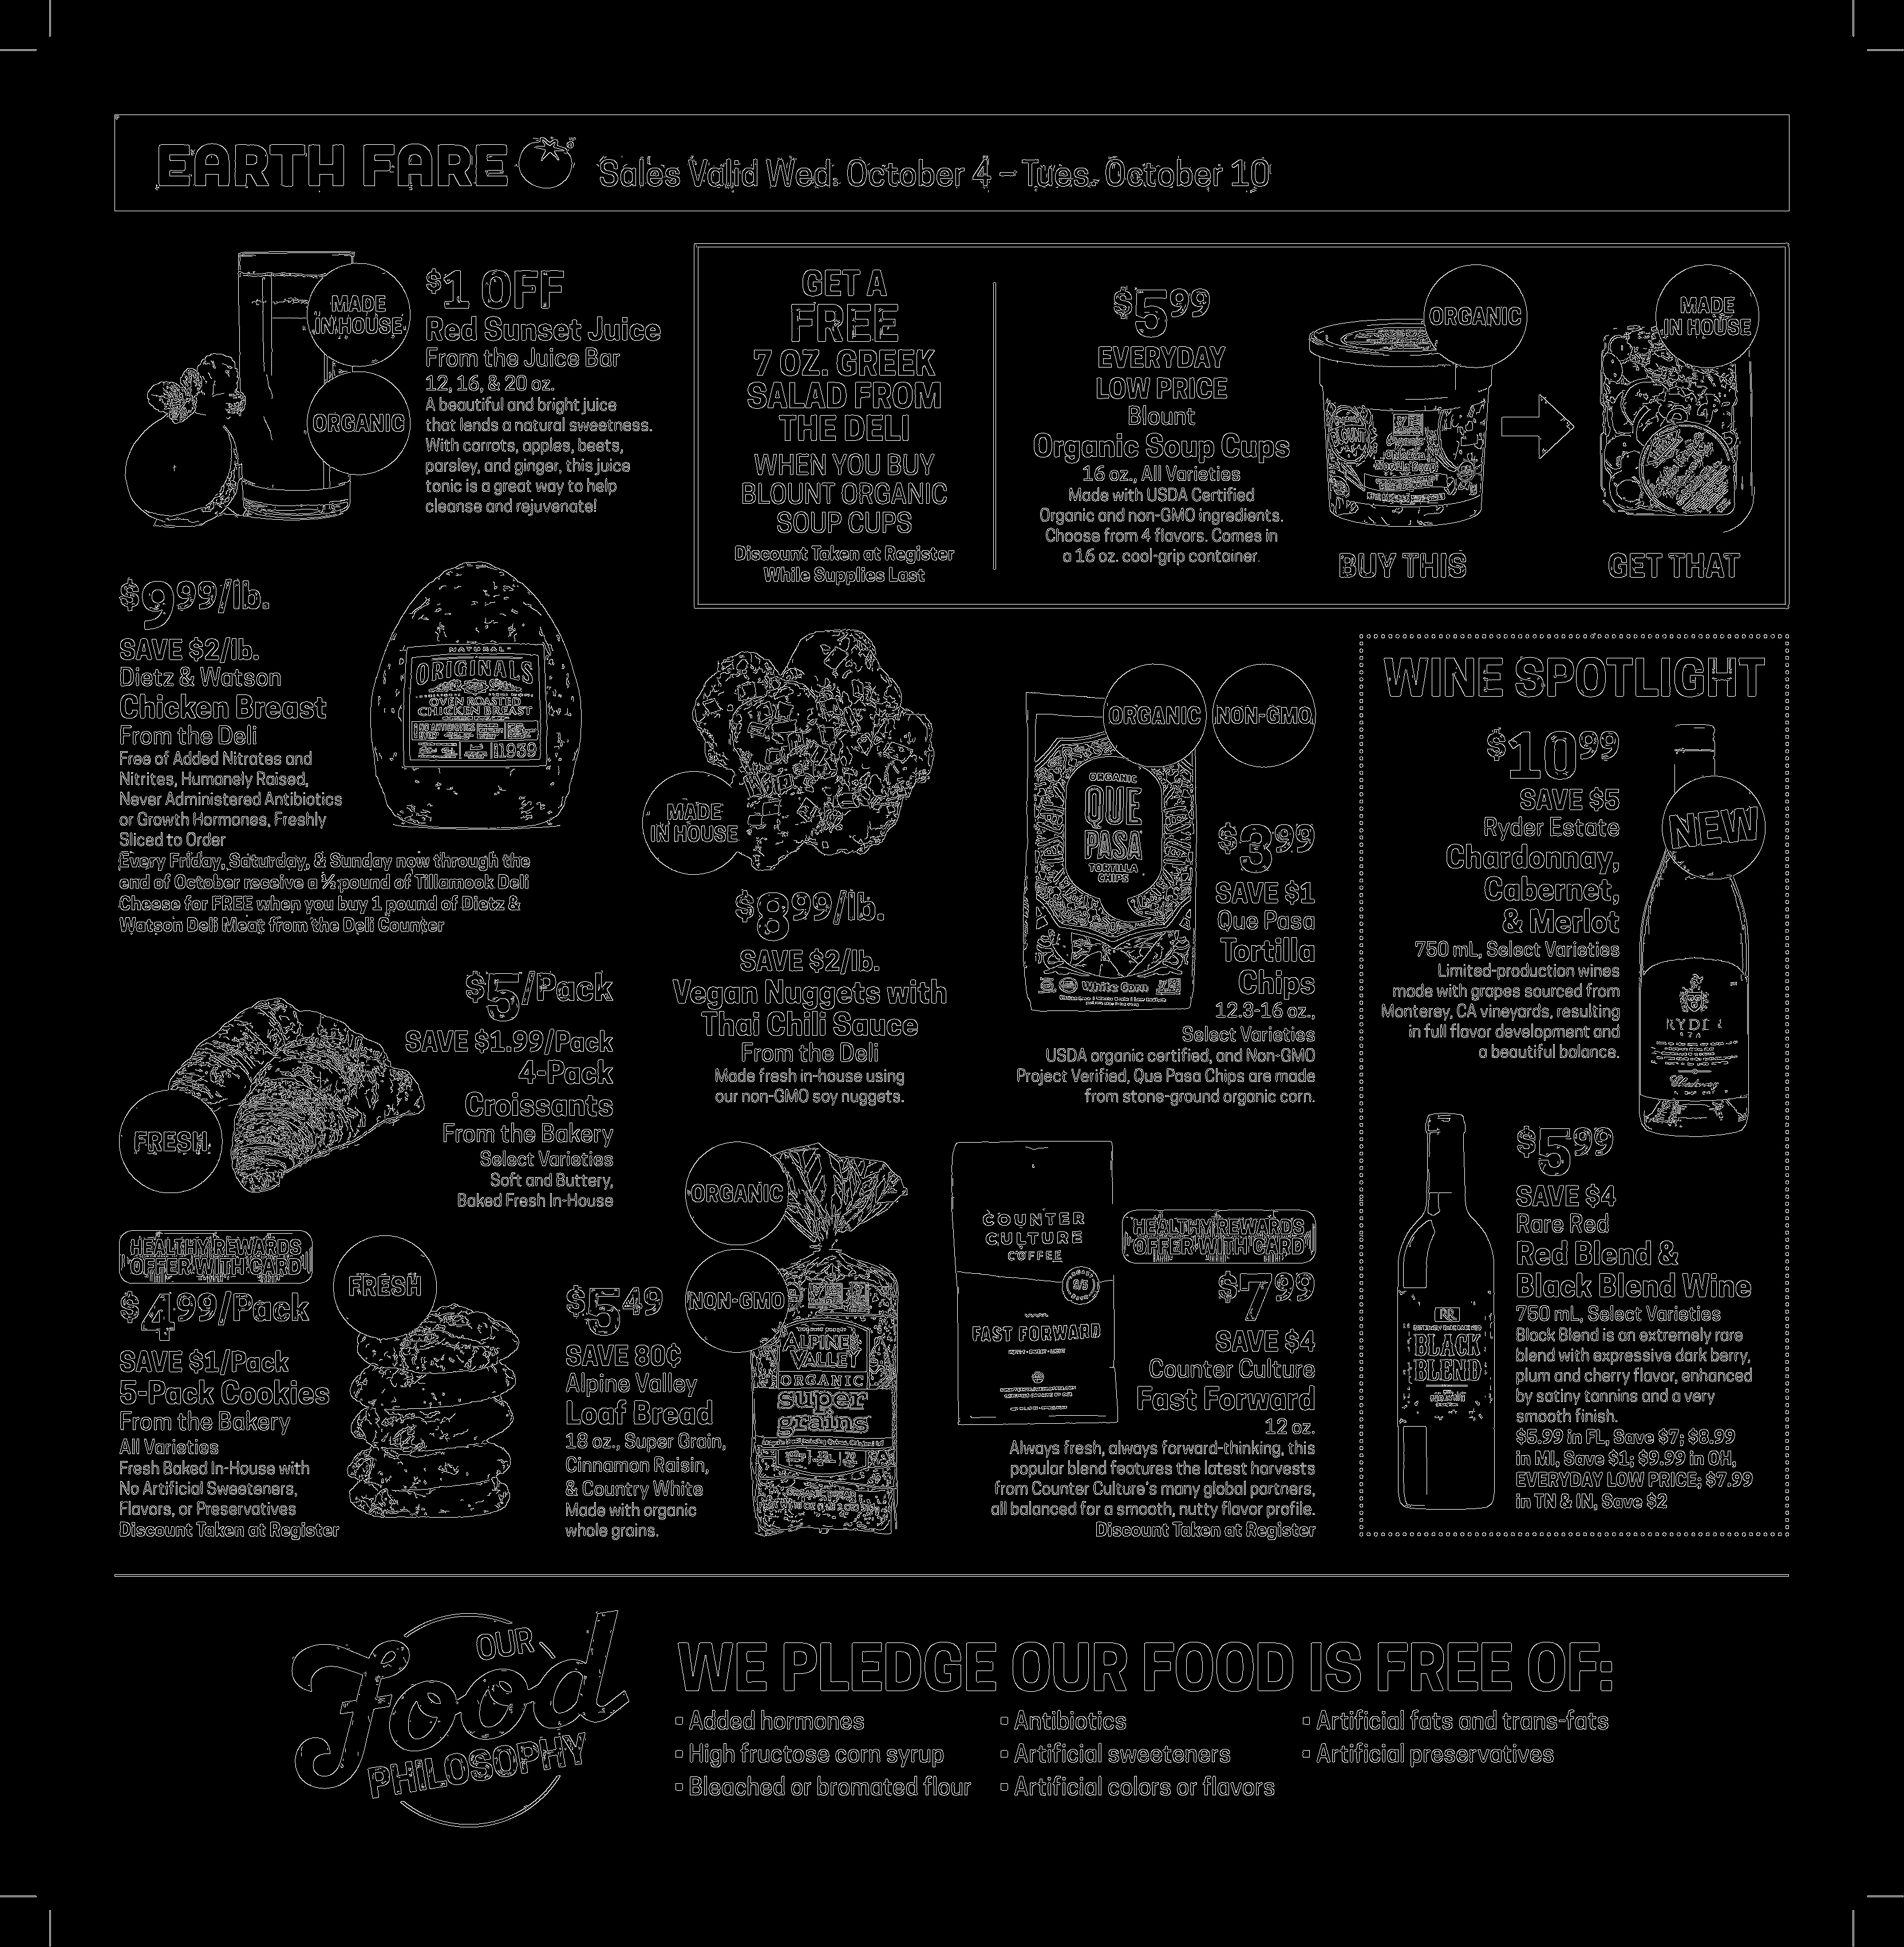 EARTH FARE Sales Valid Wed. October 4 – Tues. October 10
MADE
IN HOUSE
ORGANIC
$1 OFF
Red Sunset Juice
From the Juice Bar
12, 16, & 20 oz.
A beautiful and bright juice
that lends a natural sweetness.
With carrots, apples, beets,
parsley, and ginger, this juice
tonic is a great way to help
cleanse and rejuvenate!
GET A
FREE
7 OZ. GREEK
SALAD FROM
THE DELI
WHEN YOU BUY
BLOUNT ORGANIC
SOUP CUPS
Discount Taken at Register
While Supplies Last
$599
EVERYDAY
LOW PRICE
Blount
Organic Soup Cups
16 oz., All Varieties
Made with USDA Certified
Organic and non-GMO ingredients.
Choose from 4 flavors. Comes in
a 16 oz. cool-grip container.
ORGANIC
BLOUNT
BUY THIS
MADE
IN HOUSE
GET THAT
$999/lb.
SAVE $2/lb.
Dietz & Watson
Chicken Breast
From the Deli
Free of Added Nitrates and
Nitrites, Humanely Raised,
Never Administered Antibiotics
or Growth Hormones, Freshly
Sliced to Order
Every Friday, Saturday, & Sunday now through the
end of October receive a ½ pound of Tillamook Deli
Cheese for FREE when you buy 1 pound of Dietz &
Watson Deli Meat from the Deli Counter
NATURAL
ORIGINALS
OVEN ROASTED
CHICKEN BREAST
NO ANTIBIOTICS
1939
MADE
IN HOUSE
$899/lb.
SAVE $2/lb.
Vegan Nuggets with
Thai Chili Sauce
From the Deli
Made fresh in-house using
our non-GMO soy nuggets.
ORGANIC
NON-GMO
ORGANIC
QUE
PASA
TORTILLA
CHIPS
White Corn
$399
SAVE $1
Que Pasa
Tortilla
Chips
12.3-16 oz.,
Select Varieties
USDA organic certified, and Non-GMO
Project Verified, Que Pasa Chips are made
from stone-ground organic corn.
WINE SPOTLIGHT
$1099
SAVE $5
Ryder Estate
Chardonnay,
Cabernet,
& Merlot
750 mL, Select Varieties
Limited-production wines
made with grapes sourced from
Monterey, CA vineyards, resulting
in full flavor development and
a beautiful balance.
NEW
$599
SAVE $4
Rare Red
Red Blend &
Black Blend Wine
750 mL, Select Varieties
Black Blend is an extremely rare
blend with expressive dark berry,
plum and cherry flavor, enhanced
by satiny tannins and a very
smooth finish.
$5.99 in FL, Save $7; $8.99
in MI, Save $1; $9.99 in OH,
EVERYDAY LOW PRICE; $7.99
in TN & IN, Save $2
RR
BLACK
BLEND
FRESH
$5/Pack
SAVE $1.99/Pack
4-Pack
Croissants
From the Bakery
Select Varieties
Soft and Buttery,
Baked Fresh In-House
HEALTHY REWARDS
OFFER WITH CARD
$499/Pack
SAVE $1/Pack
5-Pack Cookies
From the Bakery
All Varieties
Fresh Baked In-House with
No Artificial Sweeteners,
Flavors, or Preservatives
Discount Taken at Register
FRESH
$549
SAVE 80¢
Alpine Valley
Loaf Bread
18 oz., Super Grain,
Cinnamon Raisin,
& Country White
Made with organic
whole grains.
ORGANIC
NON-GMO
ALPINE
VALLEY
ORGANIC
super
grains
COUNTER
CULTURE
COFFEE
FAST FORWARD
HEALTHY REWARDS
OFFER WITH CARD
$799
SAVE $4
Counter Culture
Fast Forward
12 oz.
Always fresh, always forward-thinking, this
popular blend features the latest harvests
from Counter Culture's many global partners,
all balanced for a smooth, nutty flavor profile.
Discount Taken at Register
OUR
Food
PHILOSOPHY
WE PLEDGE OUR FOOD IS FREE OF:
• Added hormones
• High fructose corn syrup
• Bleached or bromated flour
• Antibiotics
• Artificial sweeteners
• Artificial colors or flavors
• Artificial fats and trans-fats
• Artificial preservatives